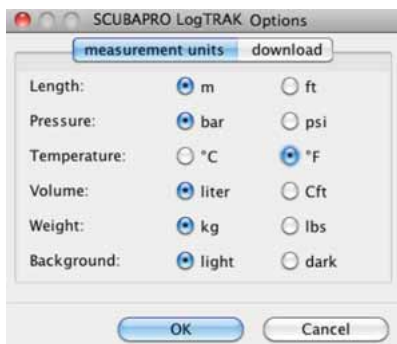 SCUBAPRO LogTRAK Options
measurement units download
Length: m ft
Pressure: bar psi
Temperature: °C °F
Volume: liter Cft
Weight: kg lbs
Background: light dark
OK Cancel